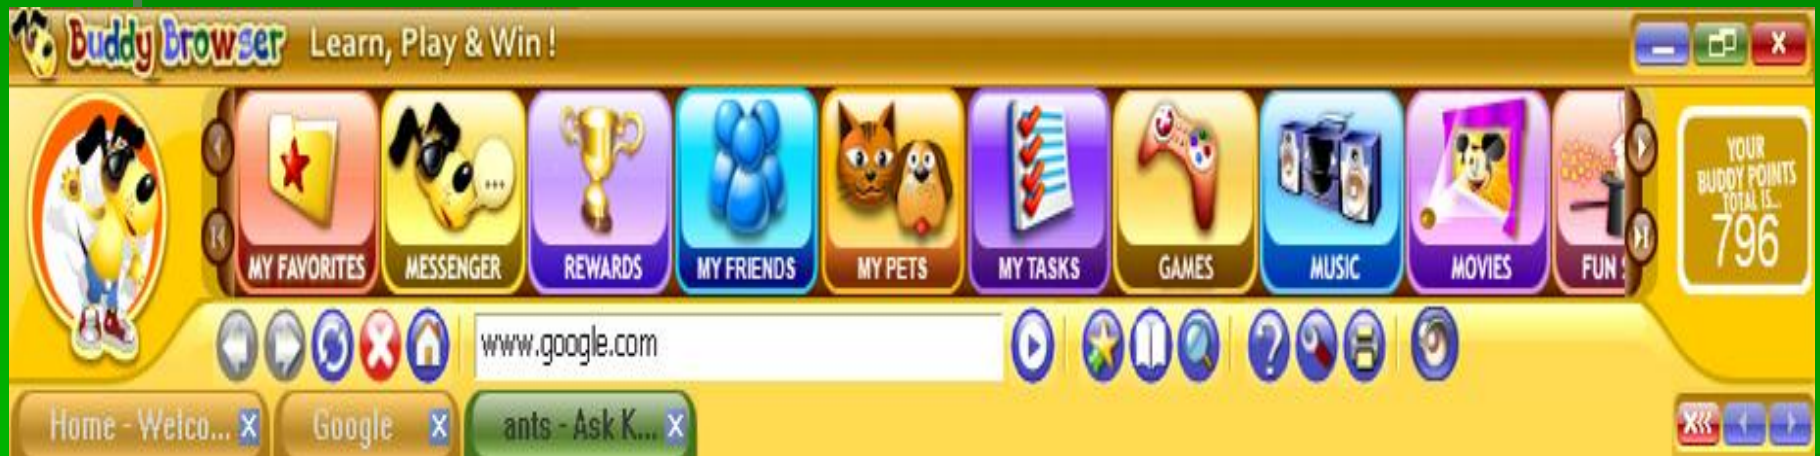 Buddy Browser Learn, Play & Win !
YOUR
BUDDY POINTS
TOTAL IS...
796
MY FAVORITES MESSENGER REWARDS MY FRIENDS MY PETS MY TASKS GAMES MUSIC MOVIES FUN
www.google.com
Home - Welco... X Google X ants - Ask K... X